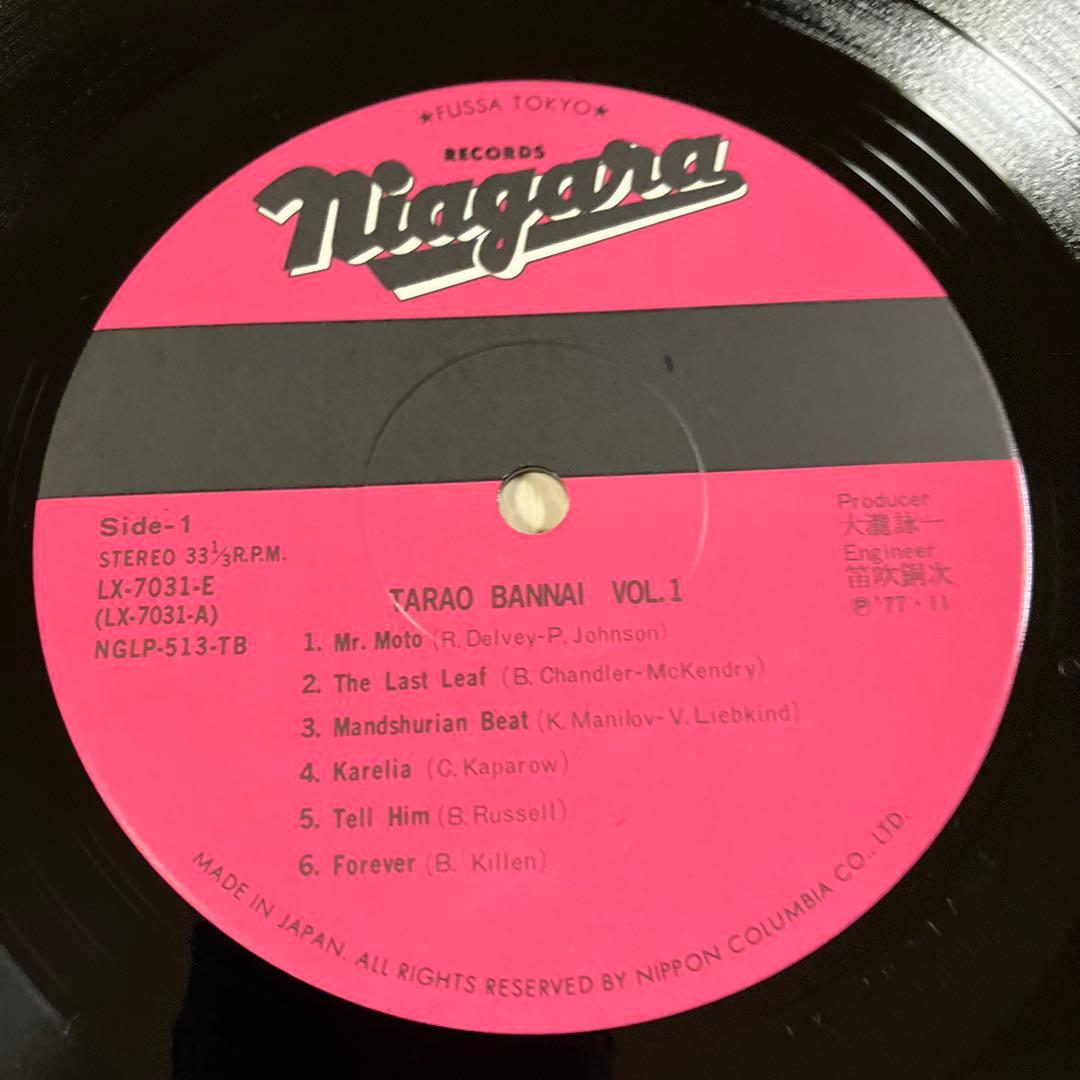 ★FUSSA TOKYO★
RECORDS
Niagara
Side-1
STEREO 33⅓R.P.M.
LX-7031-E
(LX-7031-A)
NGLP-513-TB
Producer
大瀧詠一
Engineer
笛吹銅次
Ⓟ'77・11
TARAO BANNAI VOL.1
1. Mr. Moto (R. Delvey-P. Johnson)
2. The Last Leaf (B. Chandler-McKendry)
3. Mandshurian Beat (K. Manilov-V. Liebkind)
4. Karelia (C. Kaparow)
5. Tell Him (B. Russell)
6. Forever (B. Killen)
MADE IN JAPAN. ALL RIGHTS RESERVED BY NIPPON COLUMBIA CO., LTD.